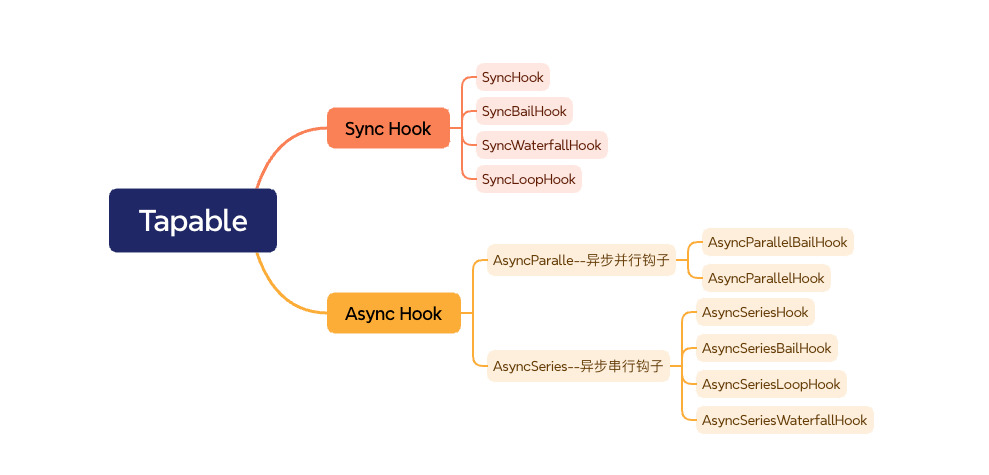 Tapable
Sync Hook
SyncHook
SyncBailHook
SyncWaterfallHook
SyncLoopHook
Async Hook
AsyncParalle--异步并行钩子
AsyncParallelBailHook
AsyncParallelHook
AsyncSeries--异步串行钩子
AsyncSeriesHook
AsyncSeriesBailHook
AsyncSeriesLoopHook
AsyncSeriesWaterfallHook